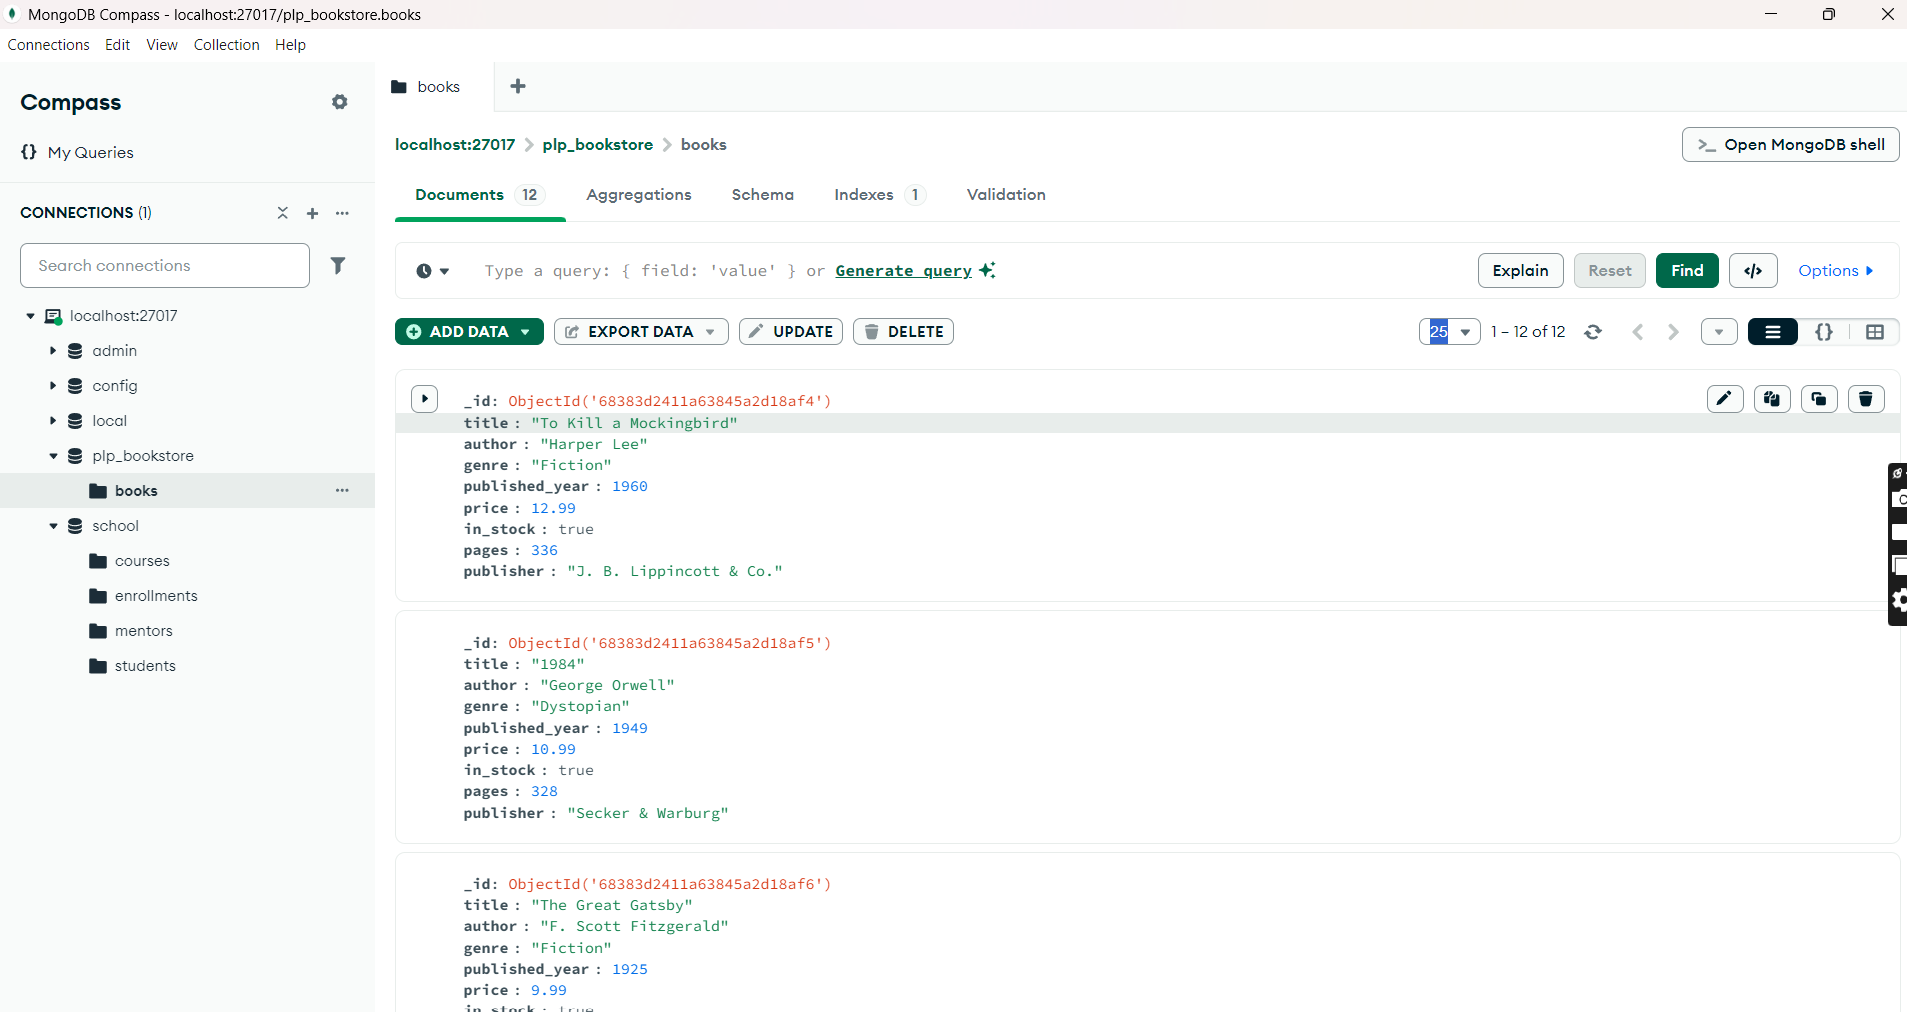 MongoDB Compass - localhost:27017/plp_bookstore.books
Connections Edit View Collection Help
Compass
{} My Queries
CONNECTIONS (1)
Search connections
localhost:27017
admin
config
local
plp_bookstore
books
school
courses
enrollments
mentors
students
books
localhost:27017 > plp_bookstore > books
>_ Open MongoDB shell
Documents 12 Aggregations Schema Indexes 1 Validation
Type a query: { field: 'value' } or Generate query
Explain Reset Find </> Options
ADD DATA EXPORT DATA UPDATE DELETE
25 1 – 12 of 12 {}
_id: ObjectId('68383d2411a63845a2d18af4')
title : "To Kill a Mockingbird"
author : "Harper Lee"
genre : "Fiction"
published_year : 1960
price : 12.99
in_stock : true
pages : 336
publisher : "J. B. Lippincott & Co."
_id: ObjectId('68383d2411a63845a2d18af5')
title : "1984"
author : "George Orwell"
genre : "Dystopian"
published_year : 1949
price : 10.99
in_stock : true
pages : 328
publisher : "Secker & Warburg"
_id: ObjectId('68383d2411a63845a2d18af6')
title : "The Great Gatsby"
author : "F. Scott Fitzgerald"
genre : "Fiction"
published_year : 1925
price : 9.99
in_stock : true